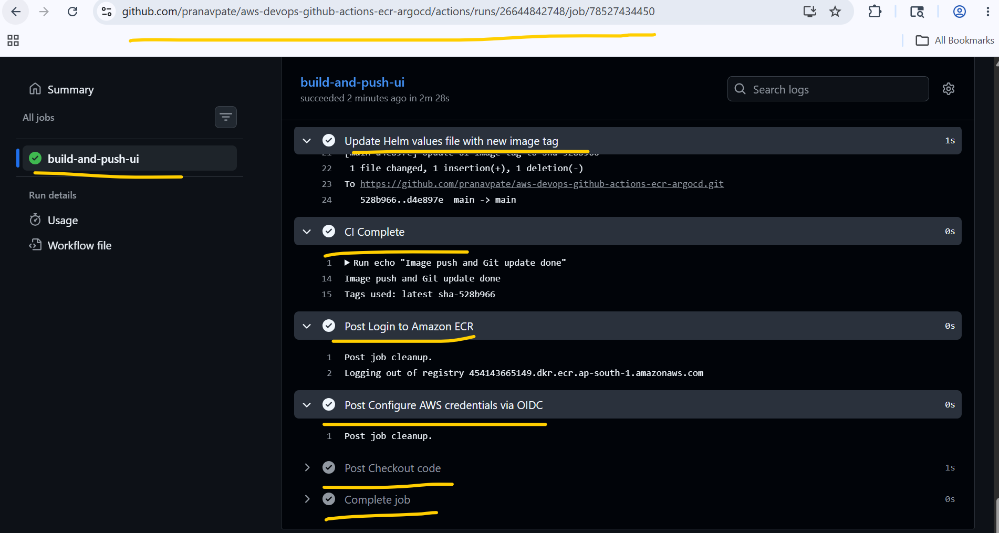 github.com/pranavpate/aws-devops-github-actions-ecr-argocd/actions/runs/26644842748/job/78527434450
All Bookmarks
Summary
All jobs
build-and-push-ui
Run details
Usage
Workflow file
build-and-push-ui
succeeded 2 minutes ago in 2m 28s
Search logs
Update Helm values file with new image tag
1s
22 1 file changed, 1 insertion(+), 1 deletion(-)
23 To https://github.com/pranavpate/aws-devops-github-actions-ecr-argocd.git
24 528b966..d4e897e main -> main
CI Complete
0s
1 Run echo "Image push and Git update done"
14 Image push and Git update done
15 Tags used: latest sha-528b966
Post Login to Amazon ECR
0s
1 Post job cleanup.
2 Logging out of registry 454143665149.dkr.ecr.ap-south-1.amazonaws.com
Post Configure AWS credentials via OIDC
0s
1 Post job cleanup.
Post Checkout code
1s
Complete job
0s